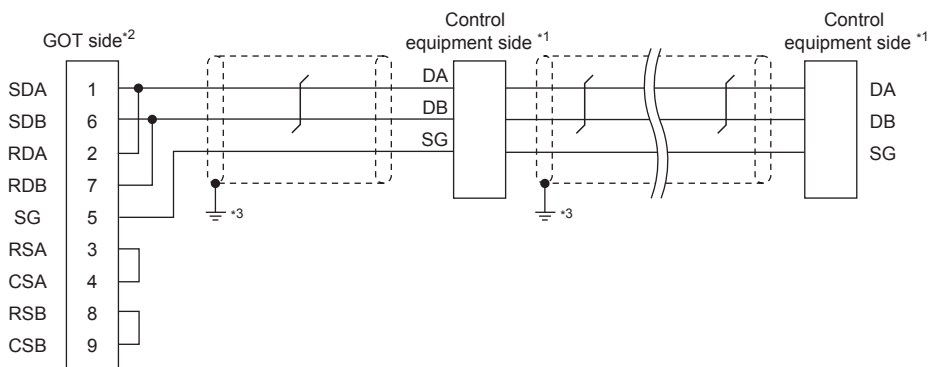 GOT side*2
Control
equipment side *1
Control
equipment side *1
SDA 1
SDB 6
RDA 2
RDB 7
SG 5
RSA 3
CSA 4
RSB 8
CSB 9
DA
DB
SG
DA
DB
SG
*3
*3